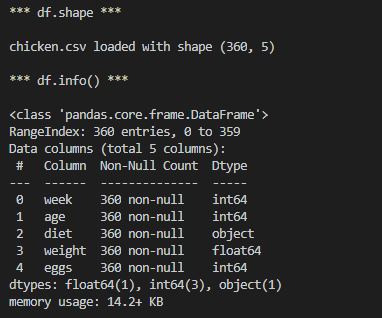 *** df.shape ***
chicken.csv loaded with shape (360, 5)
*** df.info() ***
<class 'pandas.core.frame.DataFrame'>
RangeIndex: 360 entries, 0 to 359
Data columns (total 5 columns):
 #   Column  Non-Null Count  Dtype
---  ------  --------------  -----
 0   week    360 non-null    int64
 1   age     360 non-null    int64
 2   diet    360 non-null    object
 3   weight  360 non-null    float64
 4   eggs    360 non-null    int64
dtypes: float64(1), int64(3), object(1)
memory usage: 14.2+ KB